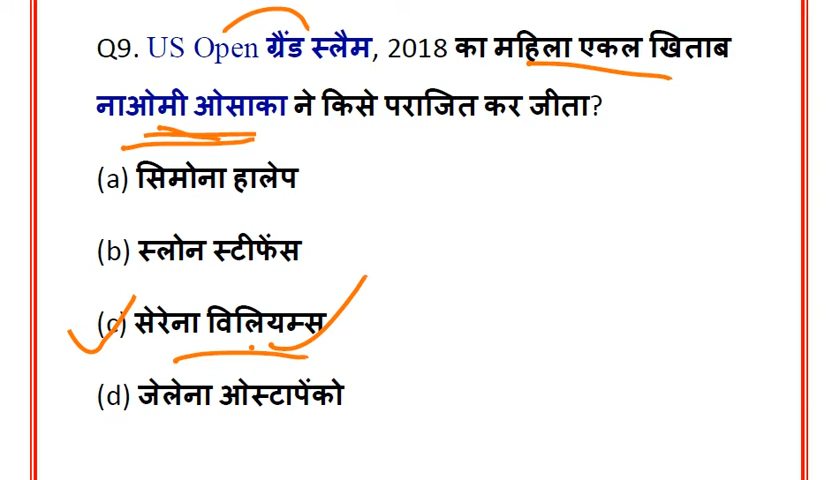 Q9. US Open ग्रैंड स्लैम, 2018 का महिला एकल खिताब
नाओमी ओसाका ने किसे पराजित कर जीता?
(a) सिमोना हालेप
(b) स्लोन स्टीफेंस
(c) सेरेना विलियम्स
(d) जेलेना ओस्टापेंको